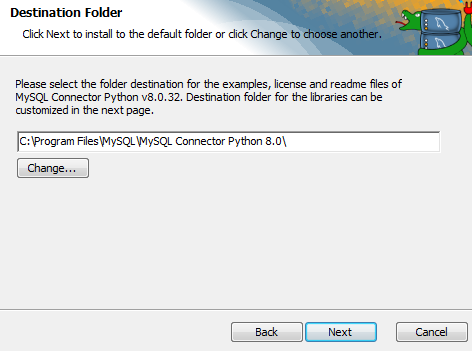 Destination Folder
Click Next to install to the default folder or click Change to choose another.
Please select the folder destination for the examples, license and readme files of
MySQL Connector Python v8.0.32. Destination folder for the libraries can be
customized in the next page.
C:\Program Files\MySQL\MySQL Connector Python 8.0\
Change...
Back
Next
Cancel